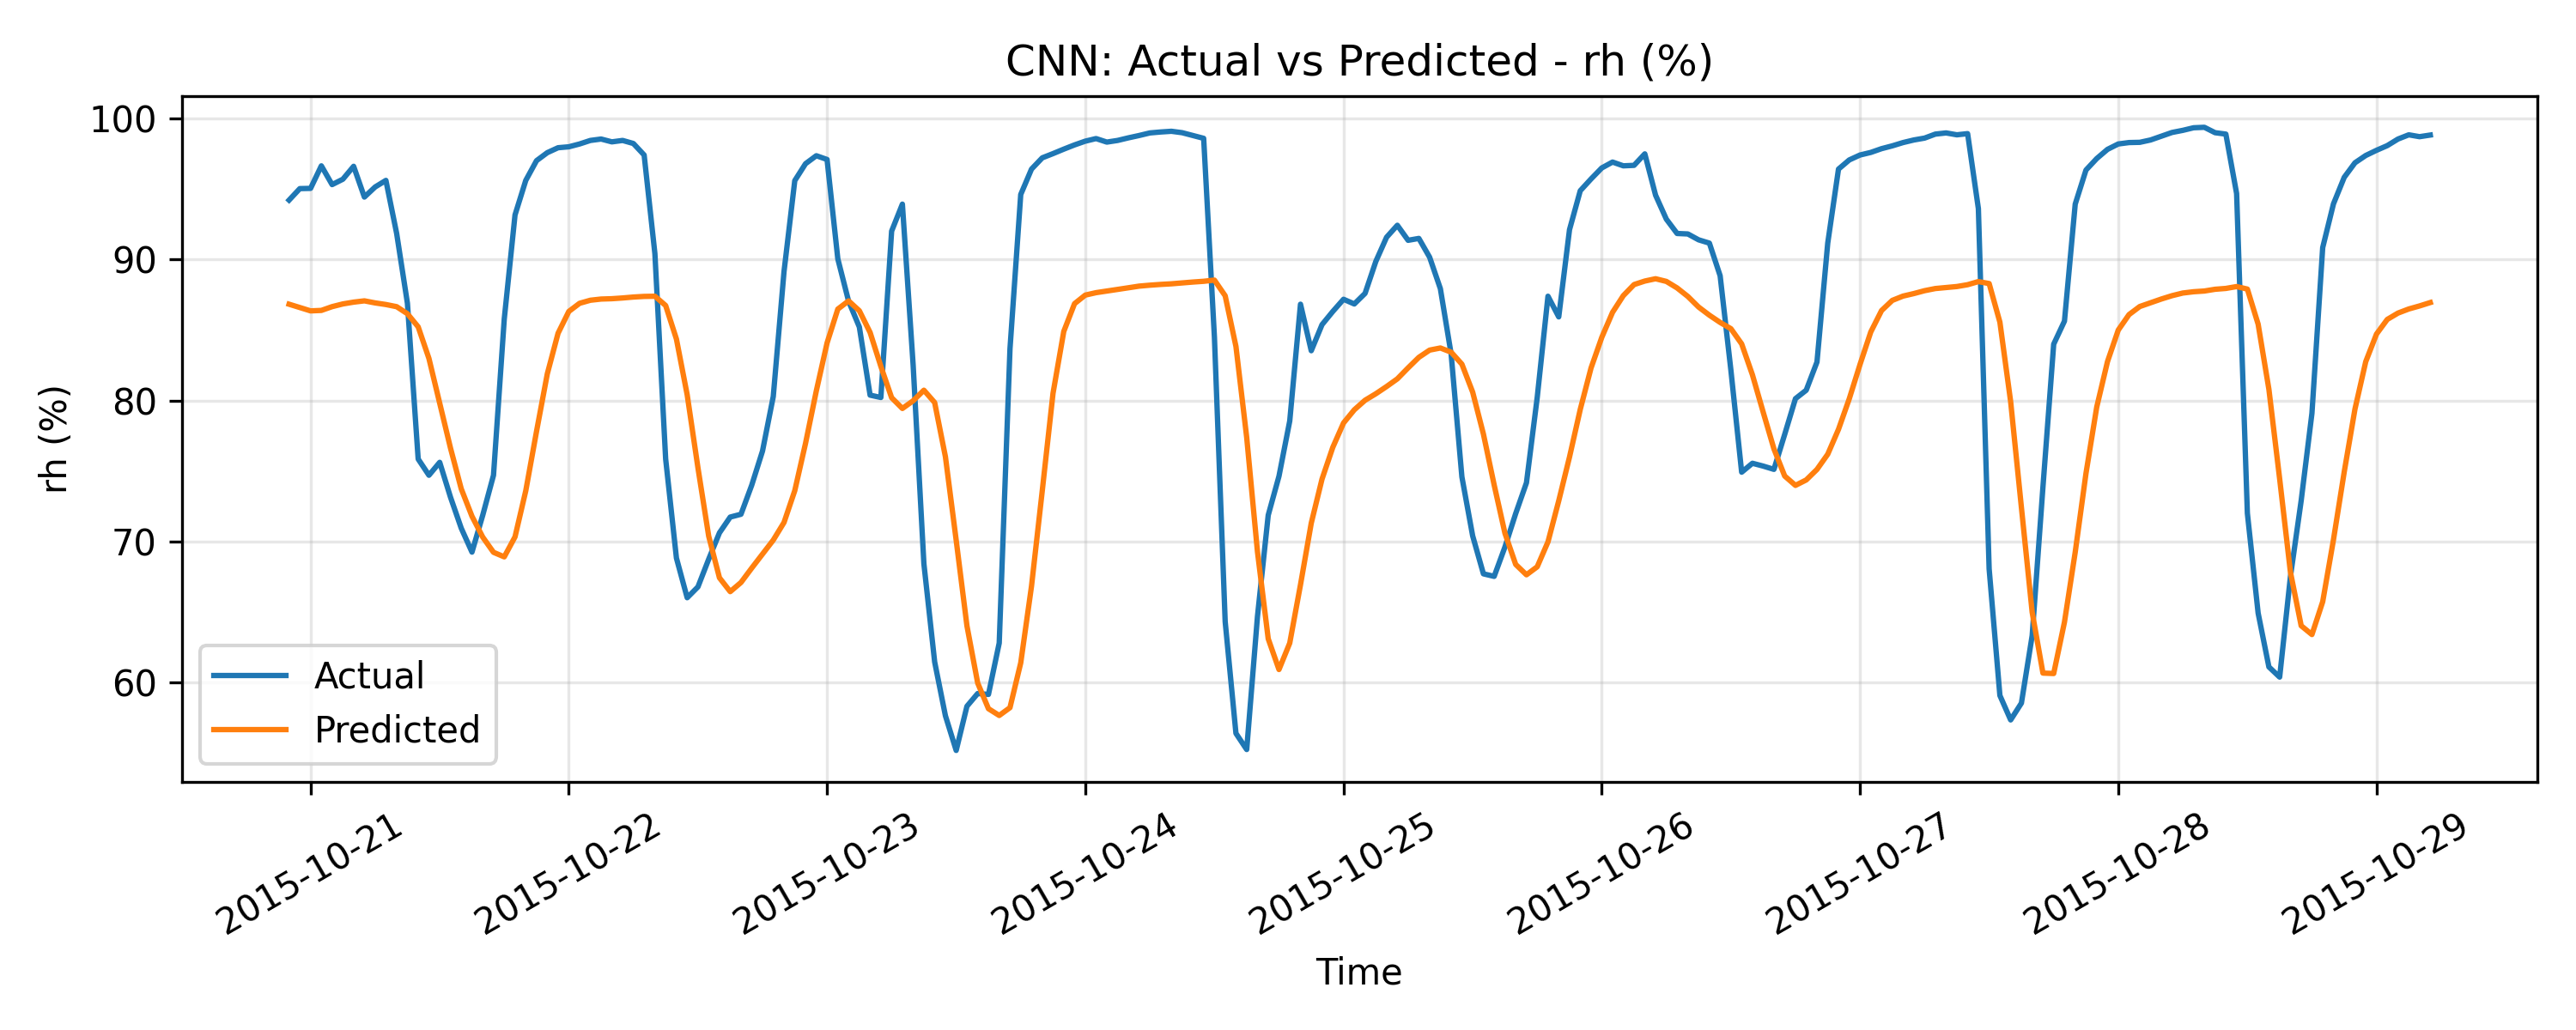 CNN: Actual vs Predicted - rh (%)
100
90
80
70
60
rh (%)
Actual
Predicted
2015-10-21
2015-10-22
2015-10-23
2015-10-24
2015-10-25
2015-10-26
2015-10-27
2015-10-28
2015-10-29
Time